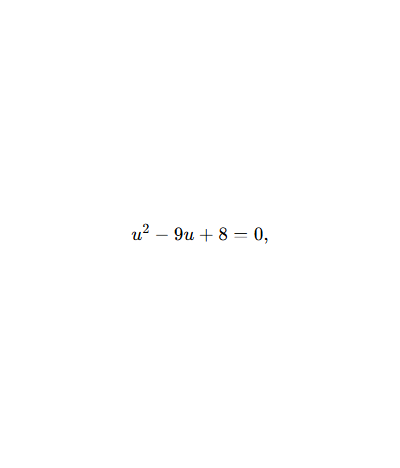 u² − 9u + 8 = 0,